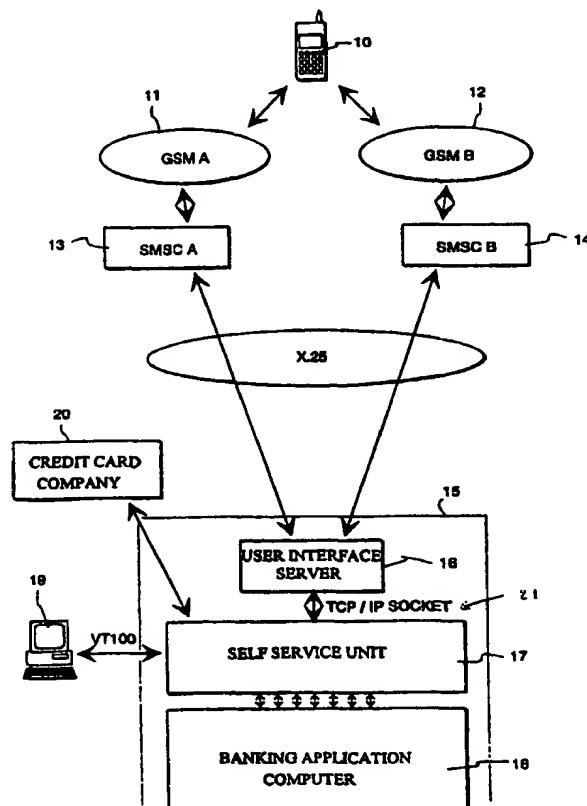 10
11
12
GSM A
GSM B
13
SMSC A
SMSC B
14
X.25
20
CREDIT CARD
COMPANY
15
USER INTERFACE
SERVER
16
TCP / IP SOCKET
21
19
VT100
SELF SERVICE UNIT
17
BANKING APPLICATION
COMPUTER
18